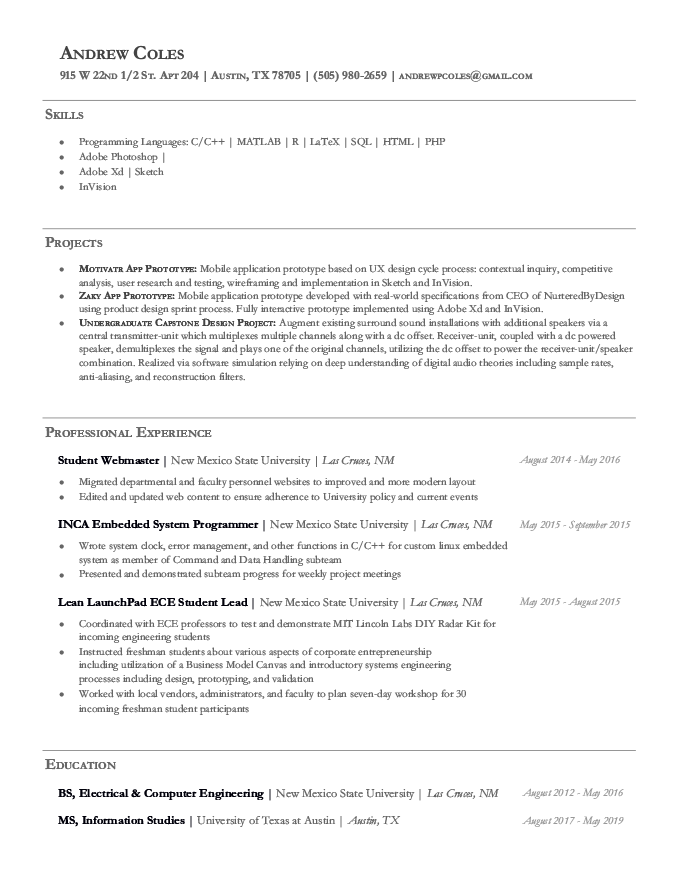 Andrew Coles
915 W 22nd 1/2 St. Apt 204 | Austin, TX 78705 | (505) 980-2659 | andrewpcoles@gmail.com
Skills
• Programming Languages: C/C++ | MATLAB | R | LaTeX | SQL | HTML | PHP
• Adobe Photoshop |
• Adobe Xd | Sketch
• InVision
Projects
• Motivatr App Prototype: Mobile application prototype based on UX design cycle process: contextual inquiry, competitive
analysis, user research and testing, wireframing and implementation in Sketch and InVision.
• Zaky App Prototype: Mobile application prototype developed with real-world specifications from CEO of NurteredByDesign
using product design sprint process. Fully interactive prototype implemented using Adobe Xd and InVision.
• Undergraduate Capstone Design Project: Augment existing surround sound installations with additional speakers via a
central transmitter-unit which multiplexes multiple channels along with a dc offset. Receiver-unit, coupled with a dc powered
speaker, demultiplexes the signal and plays one of the original channels, utilizing the dc offset to power the receiver-unit/speaker
combination. Realized via software simulation relying on deep understanding of digital audio theories including sample rates,
anti-aliasing, and reconstruction filters.
Professional Experience
Student Webmaster | New Mexico State University | Las Cruces, NM August 2014 - May 2016
• Migrated departmental and faculty personnel websites to improved and more modern layout
• Edited and updated web content to ensure adherence to University policy and current events
INCA Embedded System Programmer | New Mexico State University | Las Cruces, NM May 2015 - September 2015
• Wrote system clock, error management, and other functions in C/C++ for custom linux embedded
system as member of Command and Data Handling subteam
• Presented and demonstrated subteam progress for weekly project meetings
Lean LaunchPad ECE Student Lead | New Mexico State University | Las Cruces, NM May 2015 - August 2015
• Coordinated with ECE professors to test and demonstrate MIT Lincoln Labs DIY Radar Kit for
incoming engineering students
• Instructed freshman students about various aspects of corporate entrepreneurship
including utilization of a Business Model Canvas and introductory systems engineering
processes including design, prototyping, and validation
• Worked with local vendors, administrators, and faculty to plan seven-day workshop for 30
incoming freshman student participants
Education
BS, Electrical & Computer Engineering | New Mexico State University | Las Cruces, NM August 2012 - May 2016
MS, Information Studies | University of Texas at Austin | Austin, TX August 2017 - May 2019